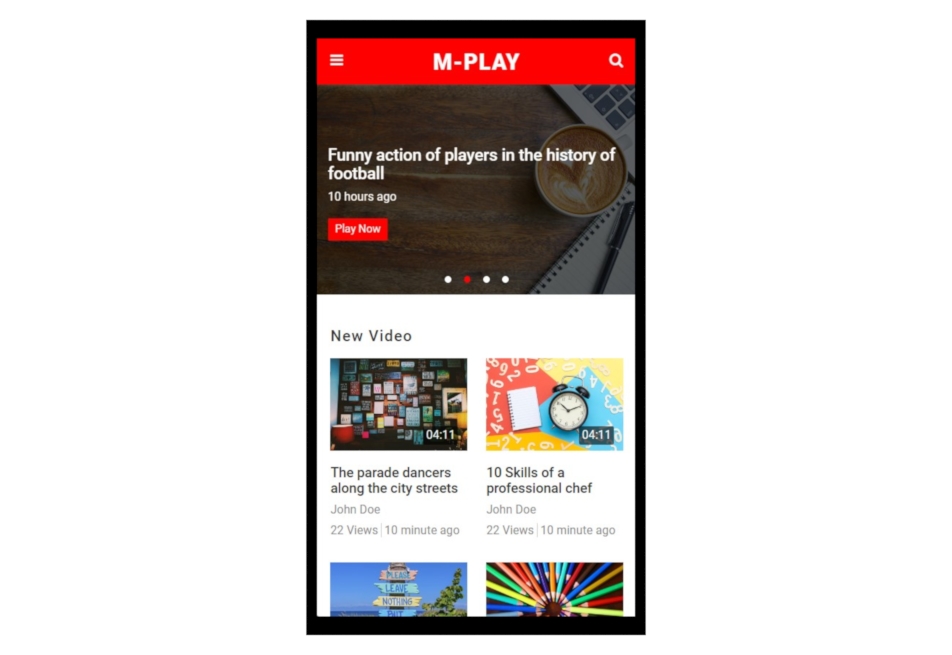 M-PLAY
Funny action of players in the history of
football
10 hours ago
Play Now
New Video
04:11
04:11
The parade dancers
along the city streets
10 Skills of a
professional chef
John Doe
John Doe
22 Views 10 minute ago
22 Views 10 minute ago
PLEASE
LEAVE
NOTHING